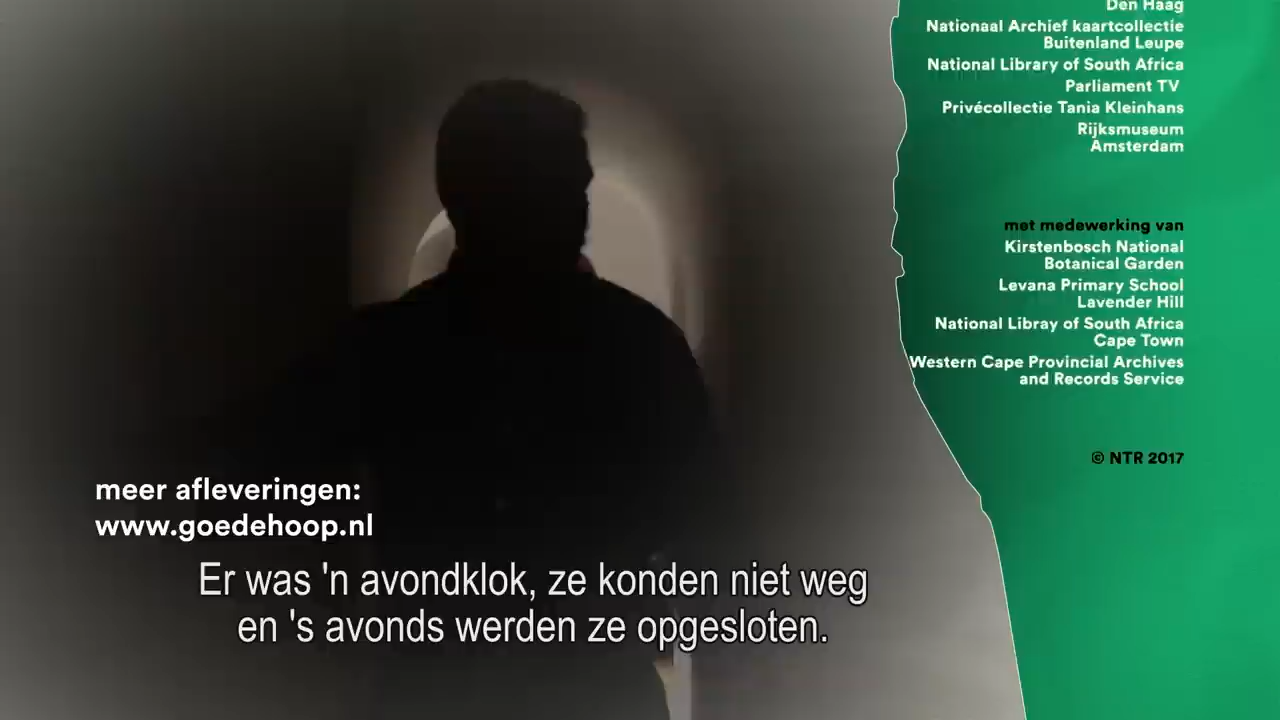 Den Haag
Nationaal Archief kaartcollectie
Buitenland Leupe
National Library of South Africa
Parliament TV
Privécollectie Tania Kleinhans
Rijksmuseum
Amsterdam
met medewerking van
Kirstenbosch National
Botanical Garden
Levana Primary School
Lavender Hill
National Libray of South Africa
Cape Town
Western Cape Provincial Archives
and Records Service
© NTR 2017
meer afleveringen:
www.goedehoop.nl
Er was 'n avondklok, ze konden niet weg
en 's avonds werden ze opgesloten.